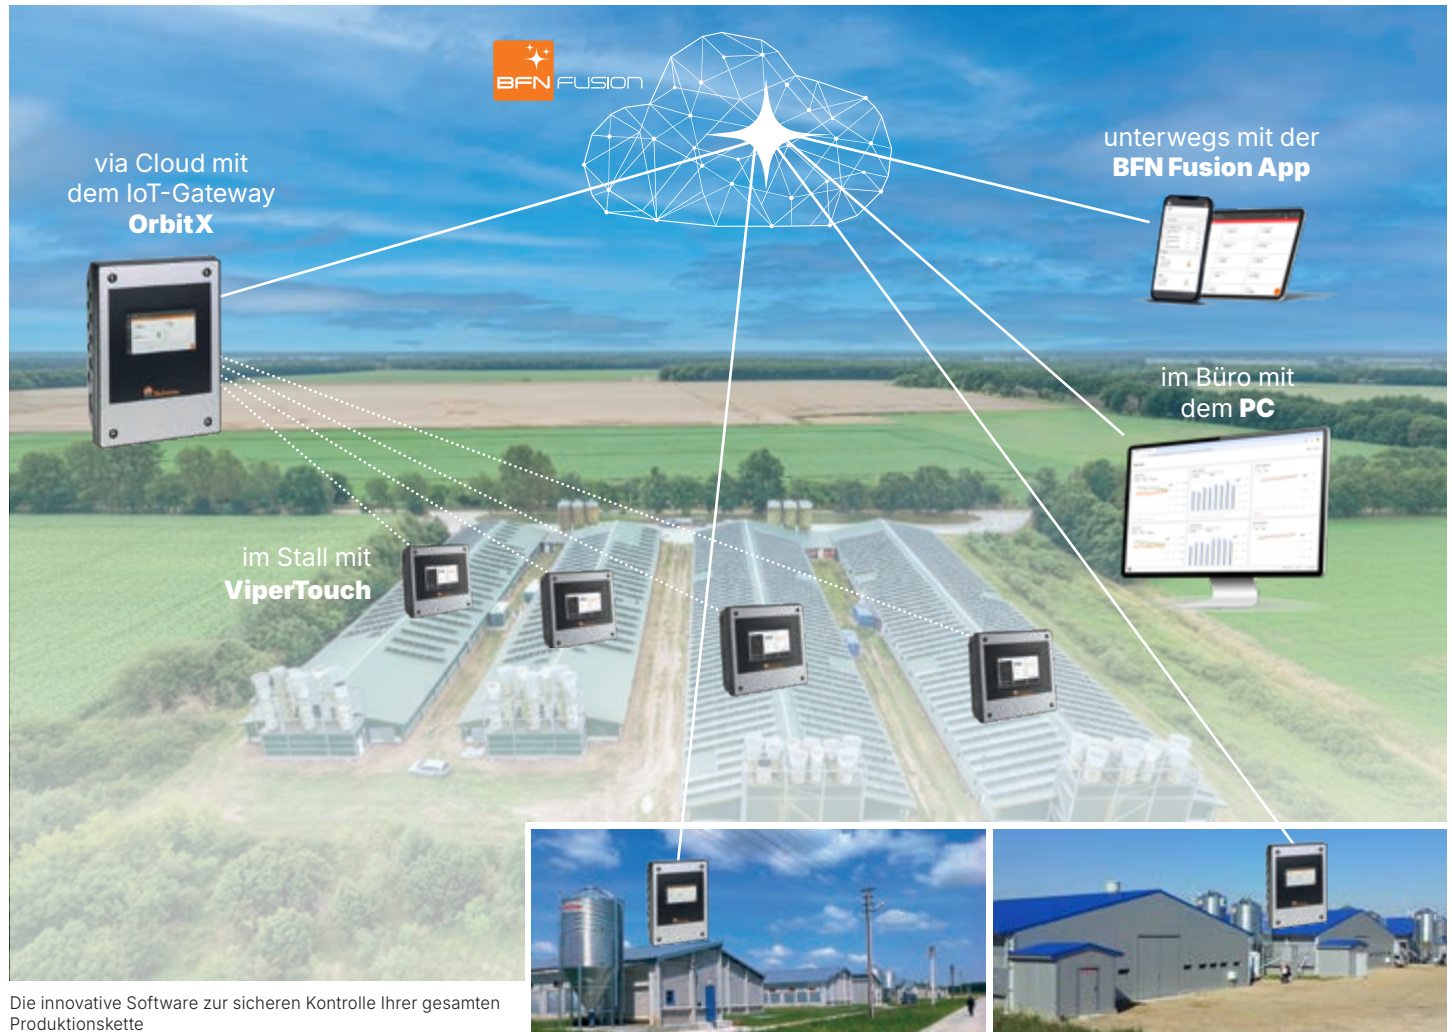 BFN FUSION
via Cloud mit
dem IoT-Gateway
OrbitX
unterwegs mit der
BFN Fusion App
im Büro mit
dem PC
im Stall mit
ViperTouch
Die innovative Software zur sicheren Kontrolle Ihrer gesamten
Produktionskette